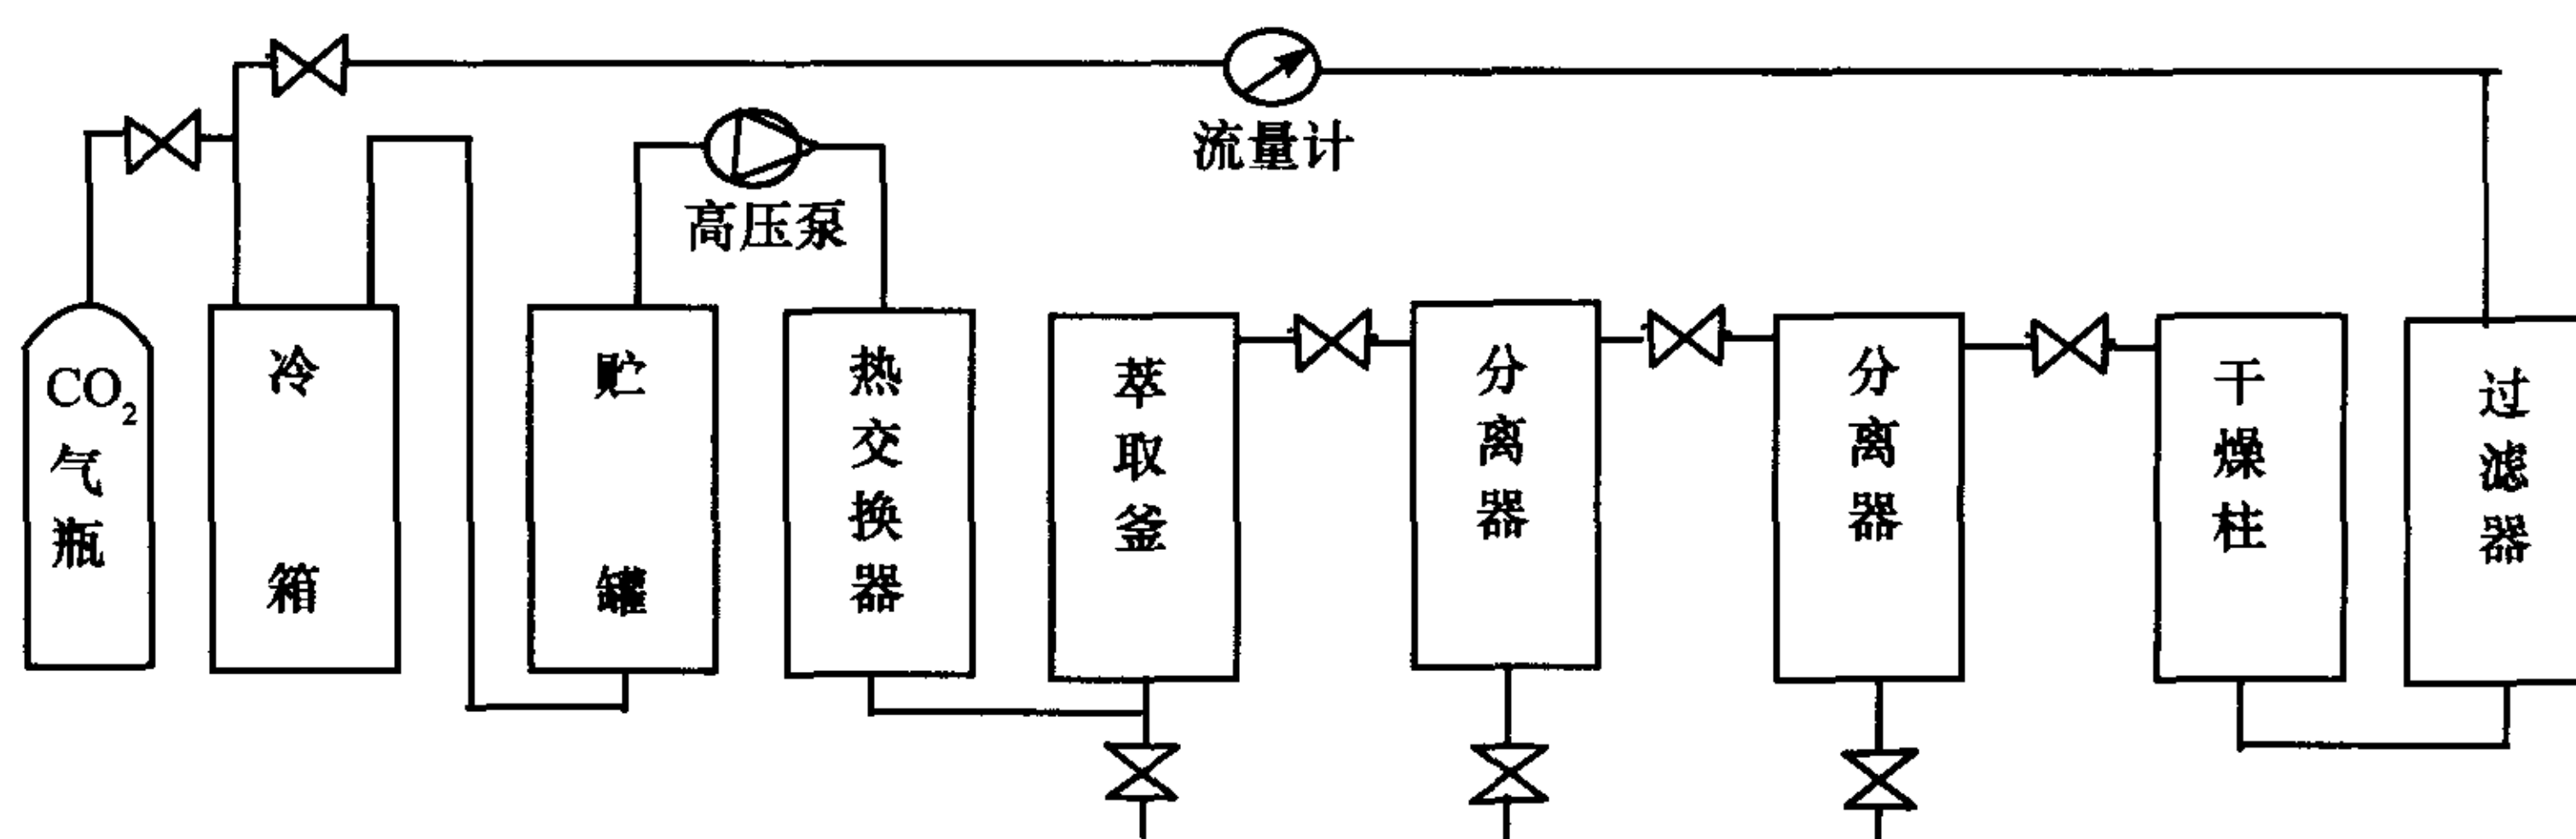 流量计
高压泵
CO₂
气
瓶
冷
箱
贮
罐
热
交
换
器
萃
取
釜
分
离
器
分
离
器
干
燥
柱
过
滤
器